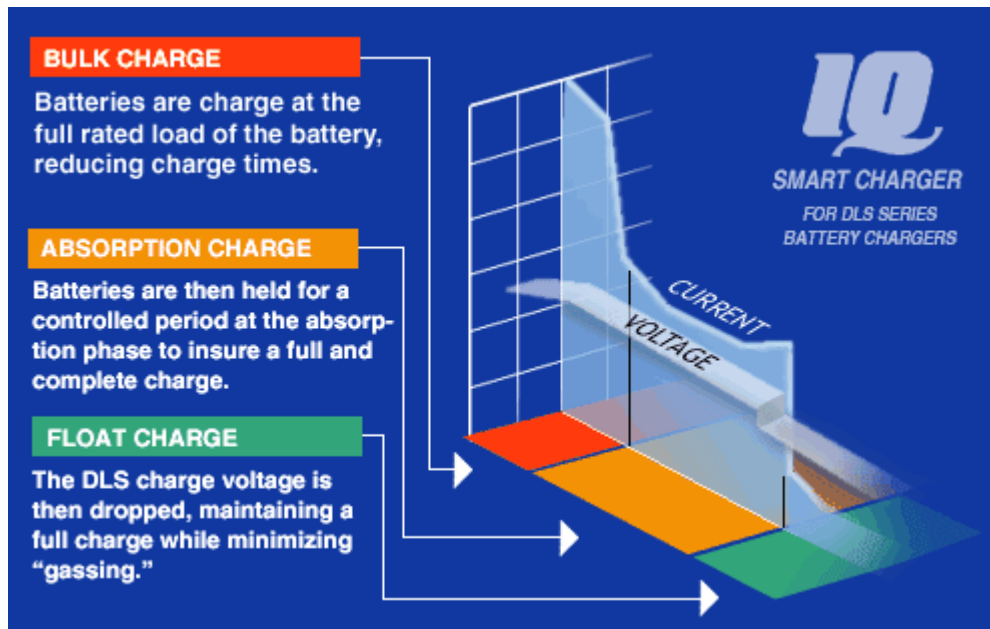 BULK CHARGE
Batteries are charge at the
full rated load of the battery,
reducing charge times.
ABSORPTION CHARGE
Batteries are then held for a
controlled period at the absorp-
tion phase to insure a full and
complete charge.
FLOAT CHARGE
The DLS charge voltage is
then dropped, maintaining a
full charge while minimizing
“gassing.”
CURRENT
VOLTAGE
IQ
SMART CHARGER
FOR DLS SERIES
BATTERY CHARGERS